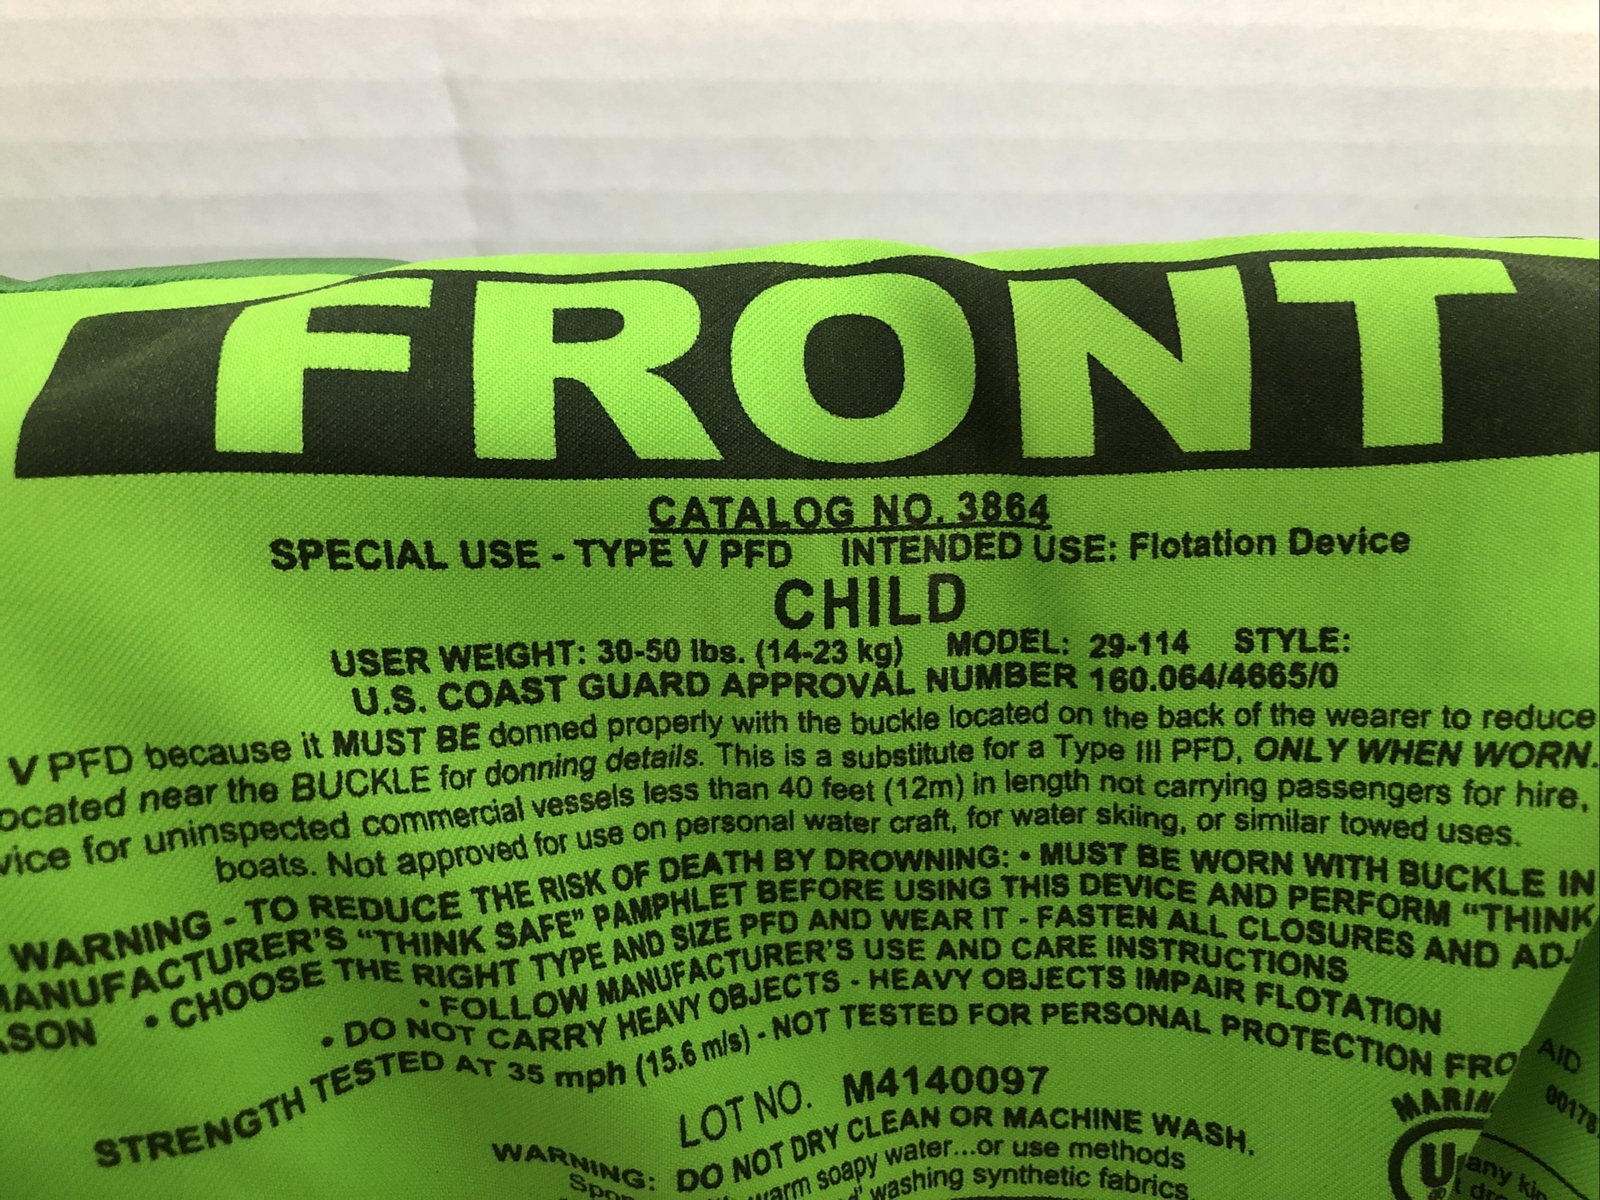 FRONT
CATALOG NO. 3864
SPECIAL USE - TYPE V PFD INTENDED USE: Flotation Device
CHILD
USER WEIGHT: 30-50 lbs. (14-23 kg) MODEL: 29-114 STYLE:
U.S. COAST GUARD APPROVAL NUMBER 160.064/4665/0
V PFD because it MUST BE donned properly with the buckle located on the back of the wearer to reduce
ocated near the BUCKLE for donning details. This is a substitute for a Type III PFD, ONLY WHEN WORN.
vice for uninspected commercial vessels less than 40 feet (12m) in length not carrying passengers for hire,
boats. Not approved for use on personal water craft, for water skiing, or similar towed uses.
WARNING - TO REDUCE THE RISK OF DEATH BY DROWNING: • MUST BE WORN WITH BUCKLE IN
MANUFACTURER'S "THINK SAFE" PAMPHLET BEFORE USING THIS DEVICE AND PERFORM "THINK
ASON • CHOOSE THE RIGHT TYPE AND SIZE PFD AND WEAR IT - FASTEN ALL CLOSURES AND ADJ
• FOLLOW MANUFACTURER'S USE AND CARE INSTRUCTIONS
• DO NOT CARRY HEAVY OBJECTS - HEAVY OBJECTS IMPAIR FLOTATION
STRENGTH TESTED AT 35 mph (15.6 m/s) - NOT TESTED FOR PERSONAL PROTECTION FRO
LOT NO. M4140097
WARNING: DO NOT DRY CLEAN OR MACHINE WASH.
Spon warm soapy water...or use methods
washing synthetic fabrics.
MARIN
U
AID
00178
any ki
t d